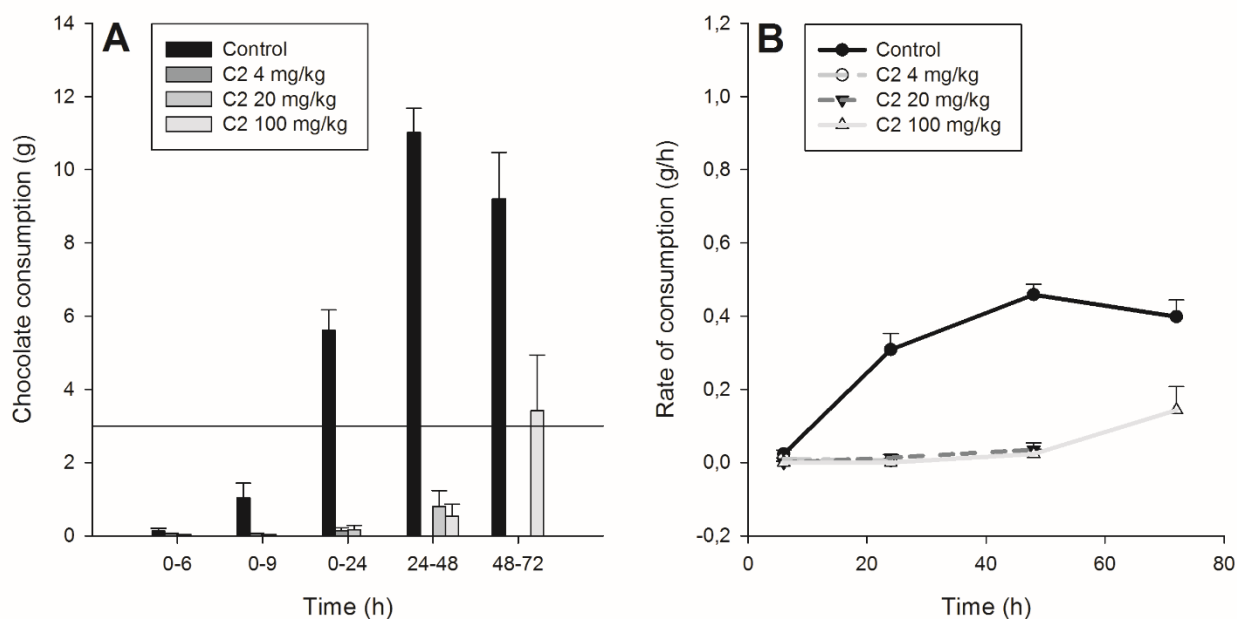 A
Control
C2 4 mg/kg
C2 20 mg/kg
C2 100 mg/kg
Chocolate consumption (g)
14
12
10
8
6
4
2
0
0-6
0-9
0-24
24-48
48-72
Time (h)
B
Control
C2 4 mg/kg
C2 20 mg/kg
C2 100 mg/kg
Rate of consumption (g/h)
1,2
1,0
0,8
0,6
0,4
0,2
0,0
-0,2
0
20
40
60
80
Time (h)